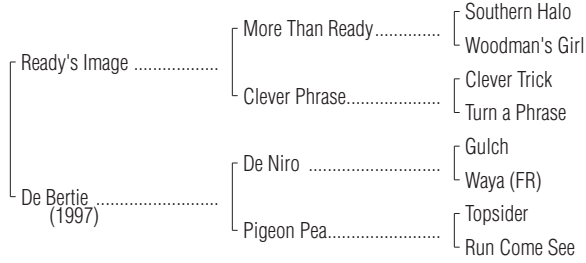 Southern Halo
More Than Ready..............
Woodman's Girl
Ready's Image ..................
Clever Trick
Clever Phrase....................
Turn a Phrase
Gulch
De Niro ............................
Waya (FR)
De Bertie ..........................
(1997)
Topsider
Pigeon Pea........................
Run Come See